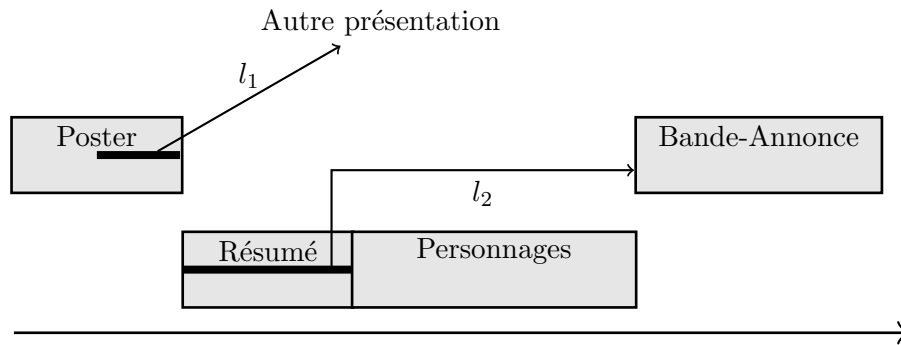 Autre présentation
l₁
Poster
Bande-Annonce
l₂
Résumé
Personnages